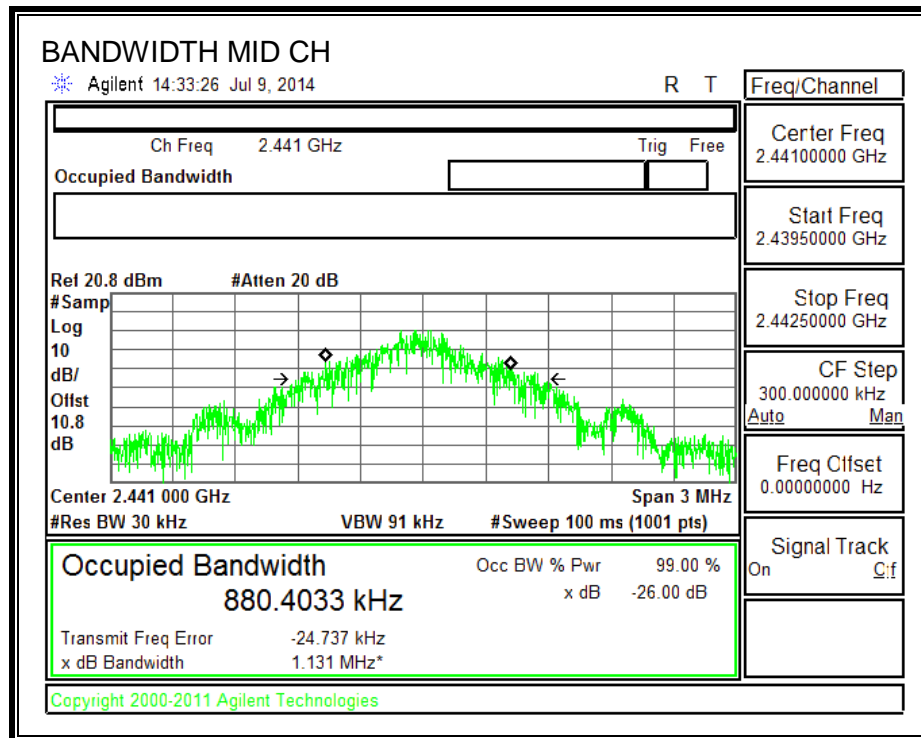 BANDWIDTH MID CH
Agilent 14:33:26 Jul 9, 2014 R T
Freq/Channel
Ch Freq 2.441 GHz Trig Free
Occupied Bandwidth
Center Freq
2.44100000 GHz
Start Freq
2.43950000 GHz
Stop Freq
2.44250000 GHz
CF Step
300.000000 kHz
Auto Man
Freq Offset
0.00000000 Hz
Signal Track
On Off
Ref 20.8 dBm #Atten 20 dB
#Samp
Log
10
dB/
Offst
10.8
dB
Center 2.441 000 GHz Span 3 MHz
#Res BW 30 kHz VBW 91 kHz #Sweep 100 ms (1001 pts)
Occupied Bandwidth
880.4033 kHz
Occ BW % Pwr 99.00 %
x dB -26.00 dB
Transmit Freq Error -24.737 kHz
x dB Bandwidth 1.131 MHz*
Copyright 2000-2011 Agilent Technologies